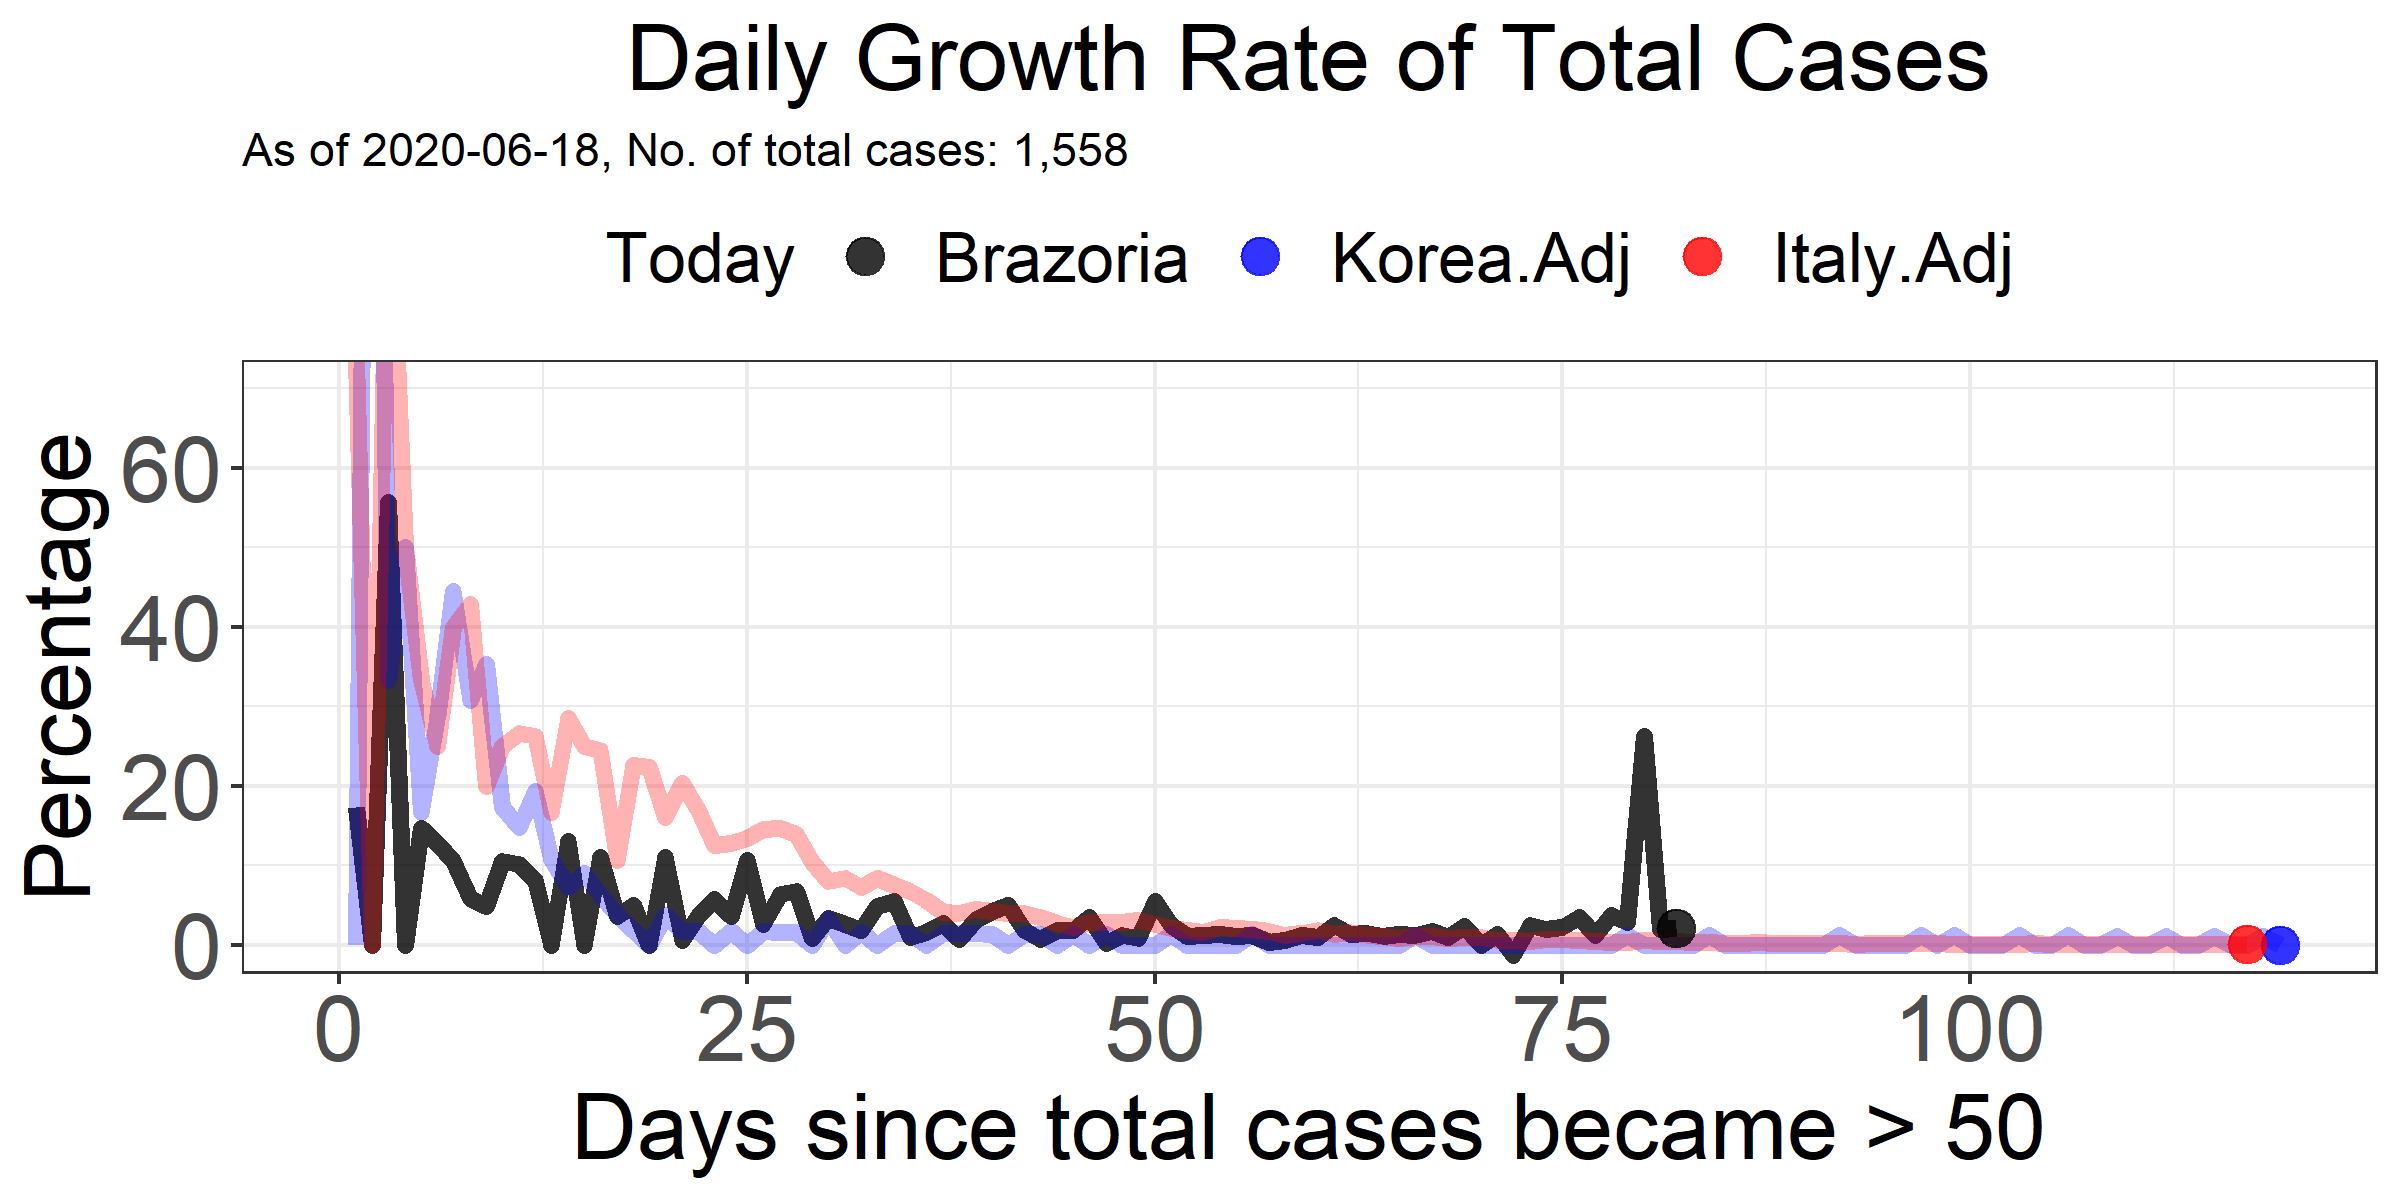 Daily Growth Rate of Total Cases
As of 2020-06-18, No. of total cases: 1,558
Today Brazoria Korea.Adj Italy.Adj
Percentage
60
40
20
0
0 25 50 75 100
Days since total cases became > 50